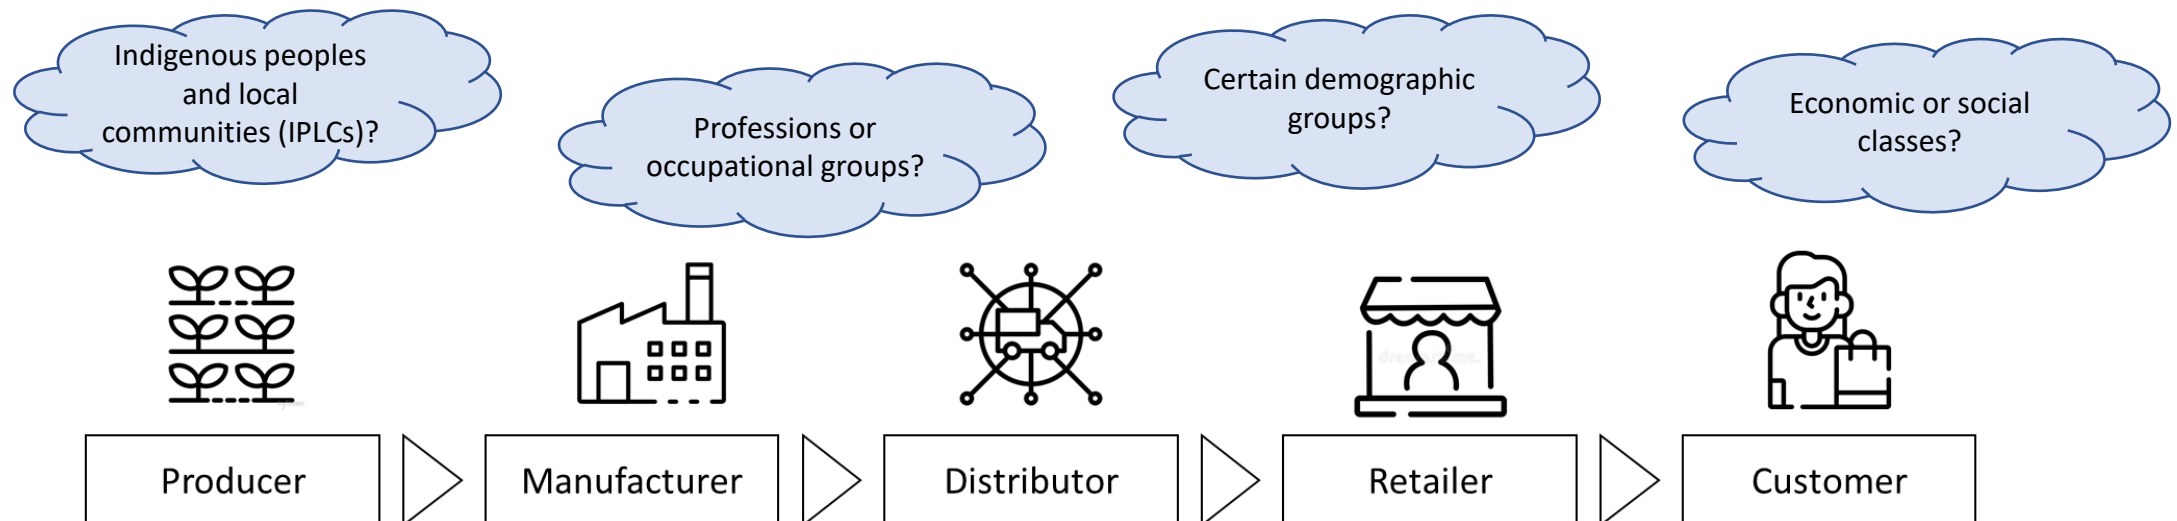 Indigenous peoples
and local
communities (IPLCs)?
Professions or
occupational groups?
Certain demographic
groups?
Economic or social
classes?
Producer
Manufacturer
Distributor
Retailer
Customer